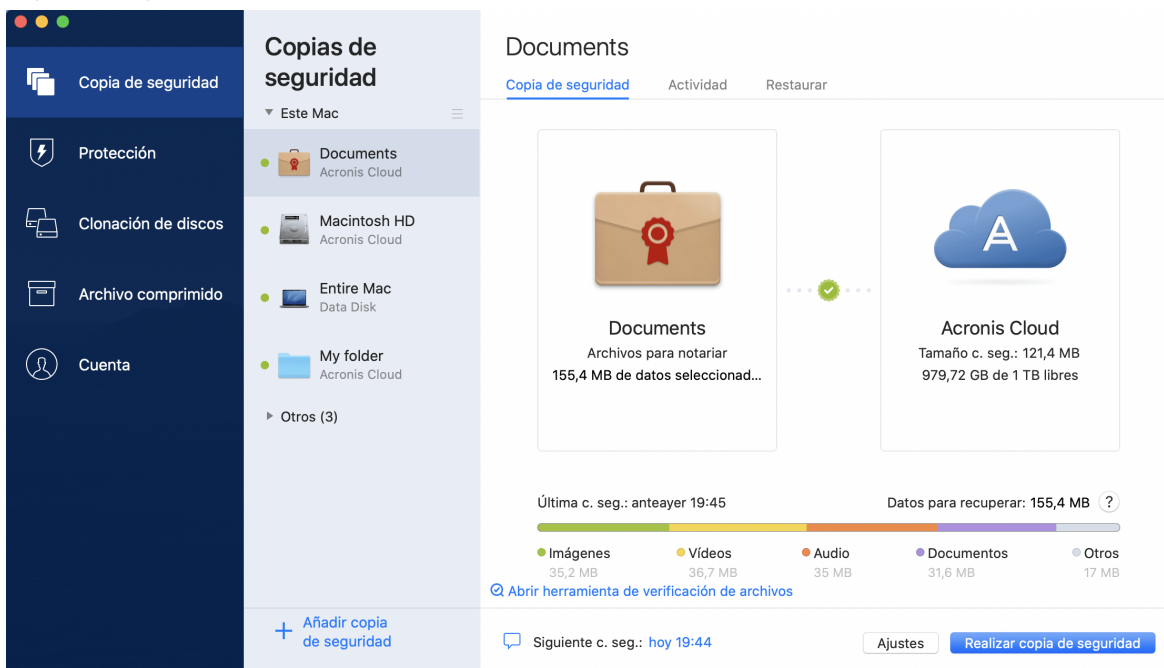 Copia de seguridad
Protección
Clonación de discos
Archivo comprimido
Cuenta
Copias de
seguridad
Este Mac
Documents
Acronis Cloud
Macintosh HD
Acronis Cloud
Entire Mac
Data Disk
My folder
Acronis Cloud
Otros (3)
Añadir copia
de seguridad
Documents
Copia de seguridad Actividad Restaurar
Documents
Archivos para notariar
155,4 MB de datos seleccionad...
A
Acronis Cloud
Tamaño c. seg.: 121,4 MB
979,72 GB de 1 TB libres
Última c. seg.: anteayer 19:45 Datos para recuperar: 155,4 MB ?
Imágenes Vídeos Audio Documentos Otros
35,2 MB 36,7 MB 35 MB 31,6 MB 17 MB
Abrir herramienta de verificación de archivos
Siguiente c. seg.: hoy 19:44 Ajustes Realizar copia de seguridad